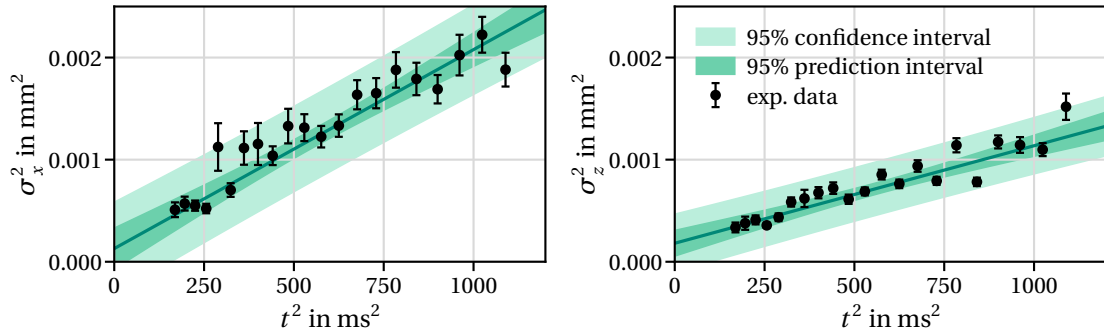 0.002
0.001
0.000
σx² in mm²
0
250
500
750
1000
t² in ms²
0.002
0.001
0.000
σz² in mm²
0
250
500
750
1000
t² in ms²
95% confidence interval
95% prediction interval
exp. data